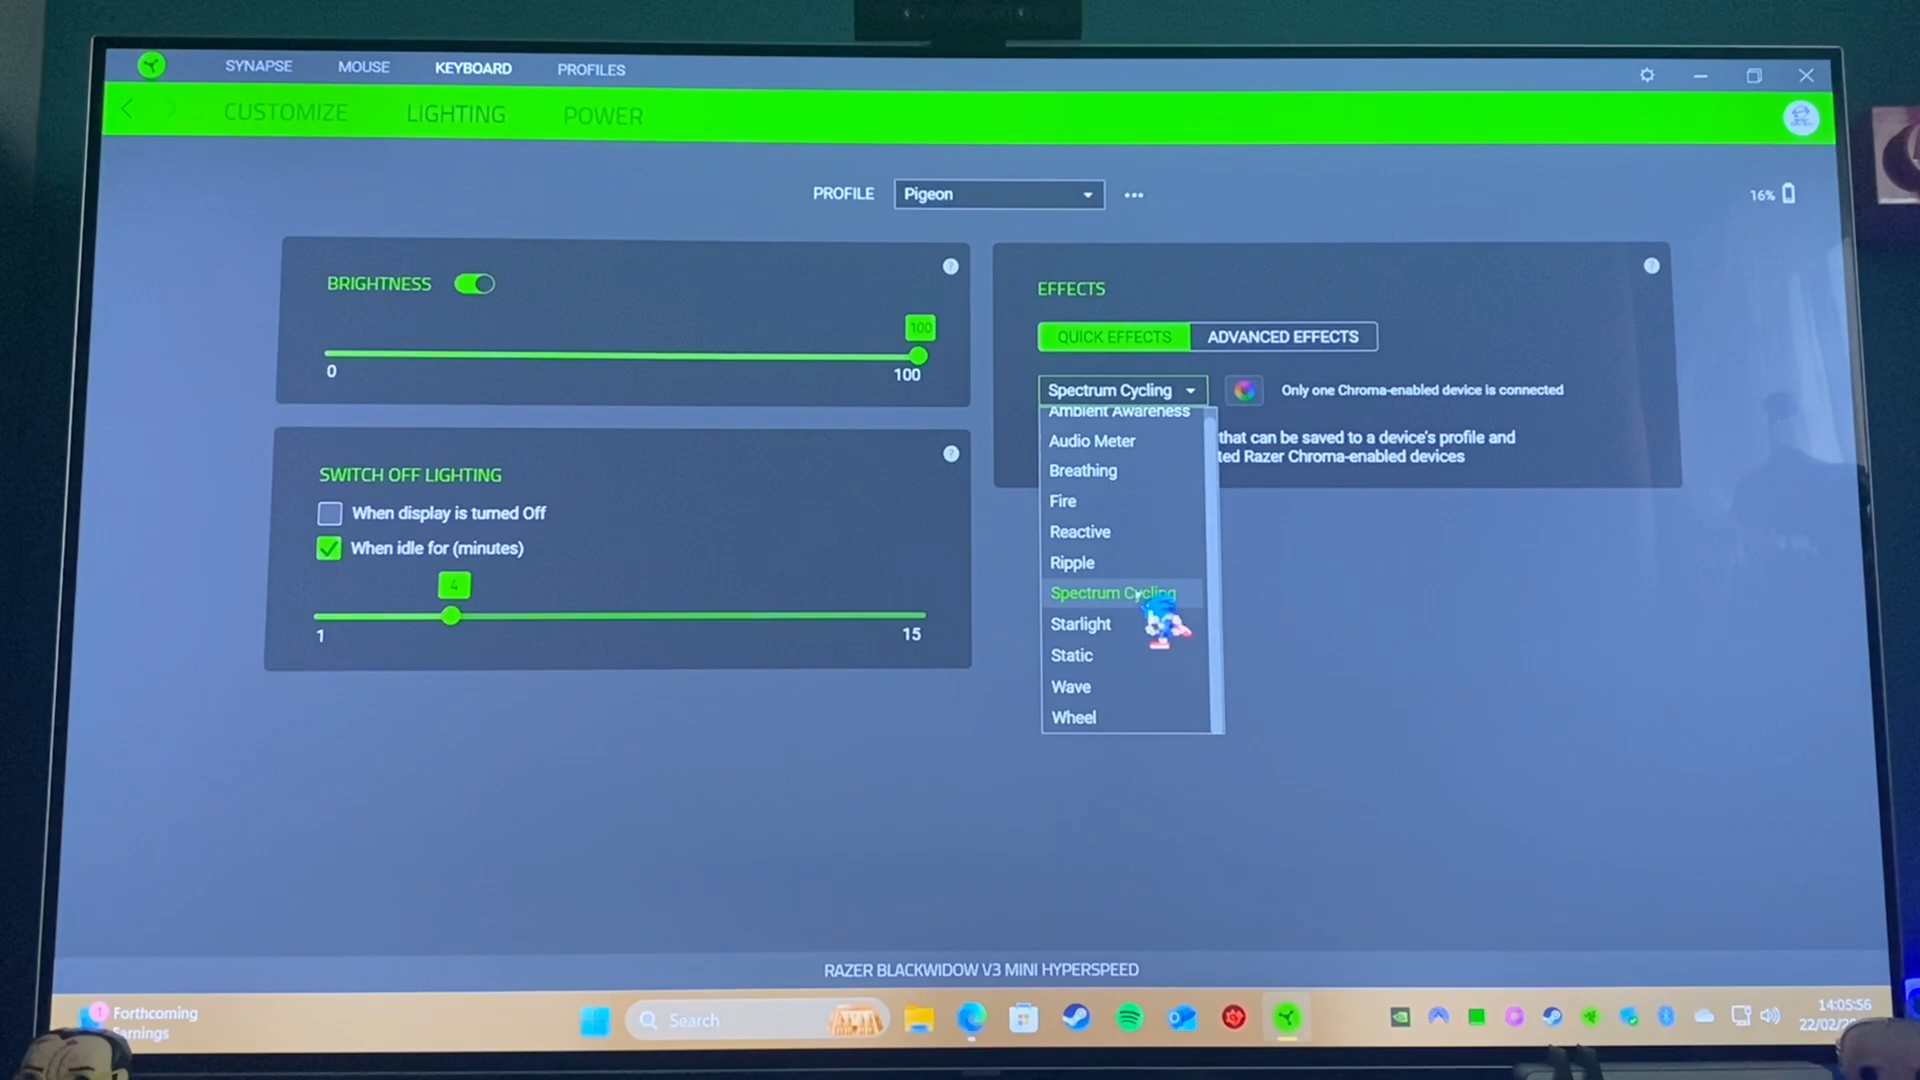 SYNAPSE MOUSE KEYBOARD PROFILES
CUSTOMIZE LIGHTING POWER
PROFILE Pigeon
16%
BRIGHTNESS
100
0 100
SWITCH OFF LIGHTING
When display is turned Off
When idle for (minutes)
4
1 15
EFFECTS
QUICK EFFECTS ADVANCED EFFECTS
Spectrum Cycling Only one Chroma-enabled device is connected
Ambient Awareness
Audio Meter
Breathing
Fire
Reactive
Ripple
Spectrum Cycling
Starlight
Static
Wave
Wheel
that can be saved to a device's profile and
ted Razer Chroma-enabled devices
RAZER BLACKWIDOW V3 MINI HYPERSPEED
1 Forthcoming
Earnings
Search
14:05:56
22/02/